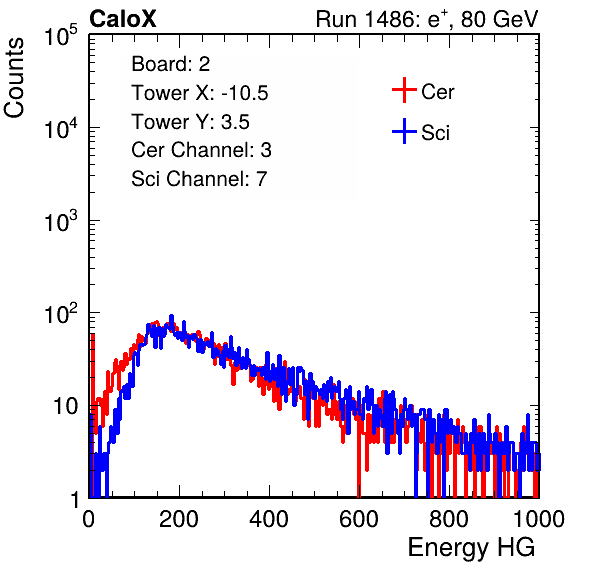 CaloX Run 1486: e⁺, 80 GeV
Counts
Board: 2
Tower X: -10.5
Tower Y: 3.5
Cer Channel: 3
Sci Channel: 7
Cer
Sci
10⁵
10⁴
10³
10²
10
1
0 200 400 600 800 1000
Energy HG